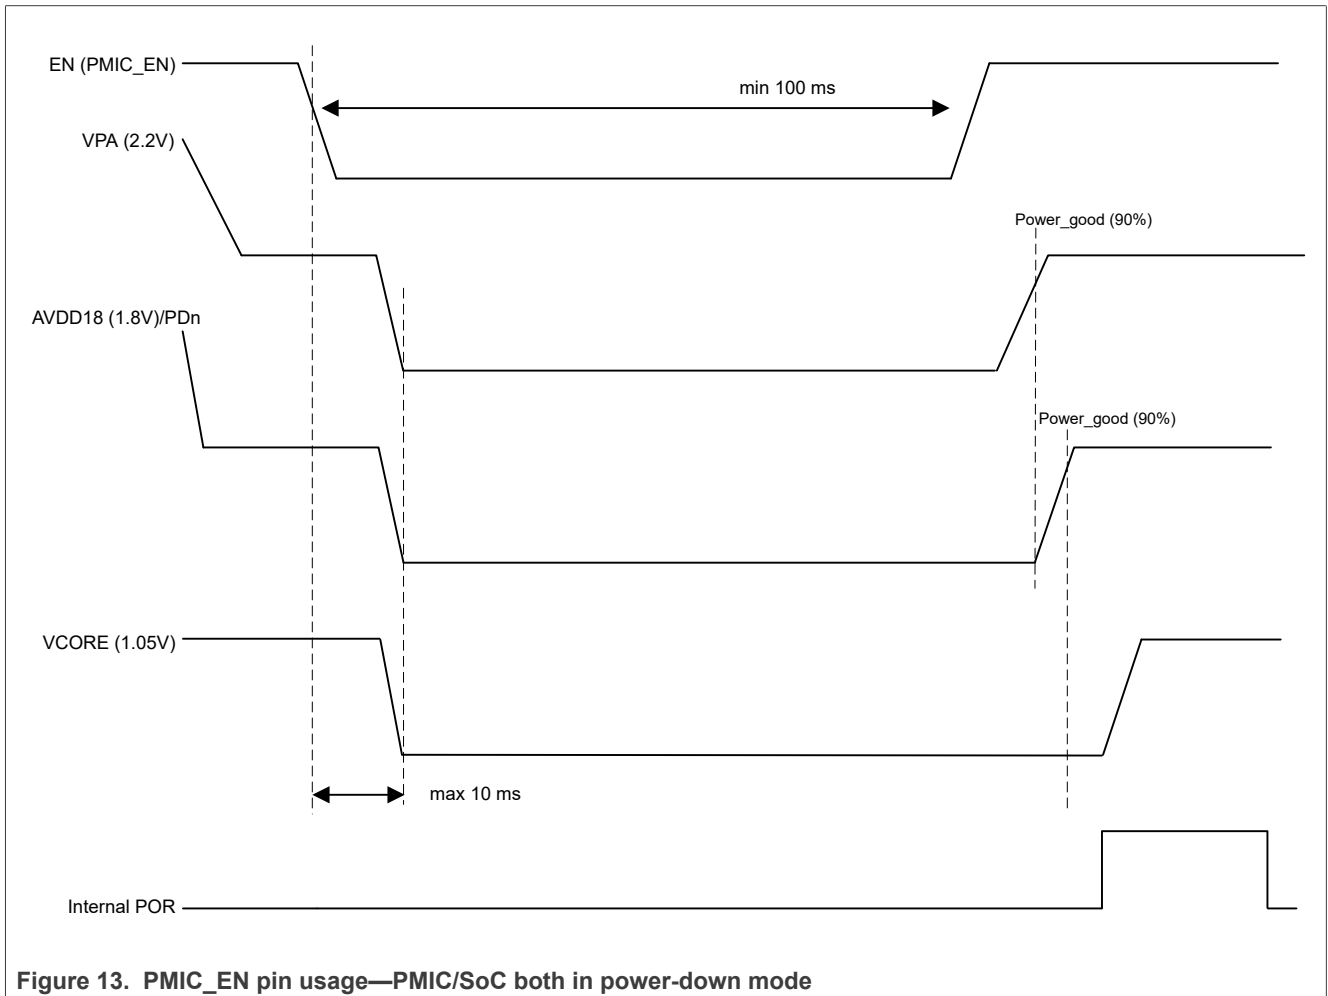 EN (PMIC_EN)
min 100 ms
VPA (2.2V)
Power_good (90%)
AVDD18 (1.8V)/PDn
Power_good (90%)
VCORE (1.05V)
max 10 ms
Internal POR
Figure 13. PMIC_EN pin usage—PMIC/SoC both in power-down mode